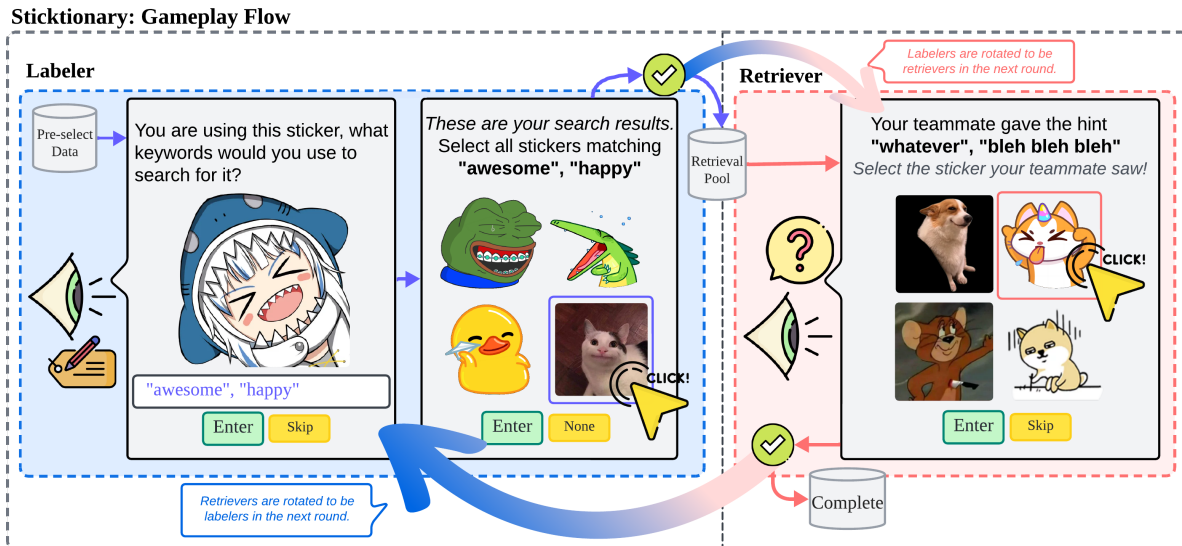 Sticktionary: Gameplay Flow
Labeler
Pre-select
Data
You are using this sticker, what
keywords would you use to
search for it?
"awesome", "happy"
Enter
Skip
These are your search results.
Select all stickers matching
"awesome", "happy"
CLICK!
Enter
None
Retrieval
Pool
Retriever
Labelers are rotated to be
retrievers in the next round.
Your teammate gave the hint
"whatever", "bleh bleh bleh"
Select the sticker your teammate saw!
CLICK!
Enter
Skip
Complete
Retrievers are rotated to be
labelers in the next round.